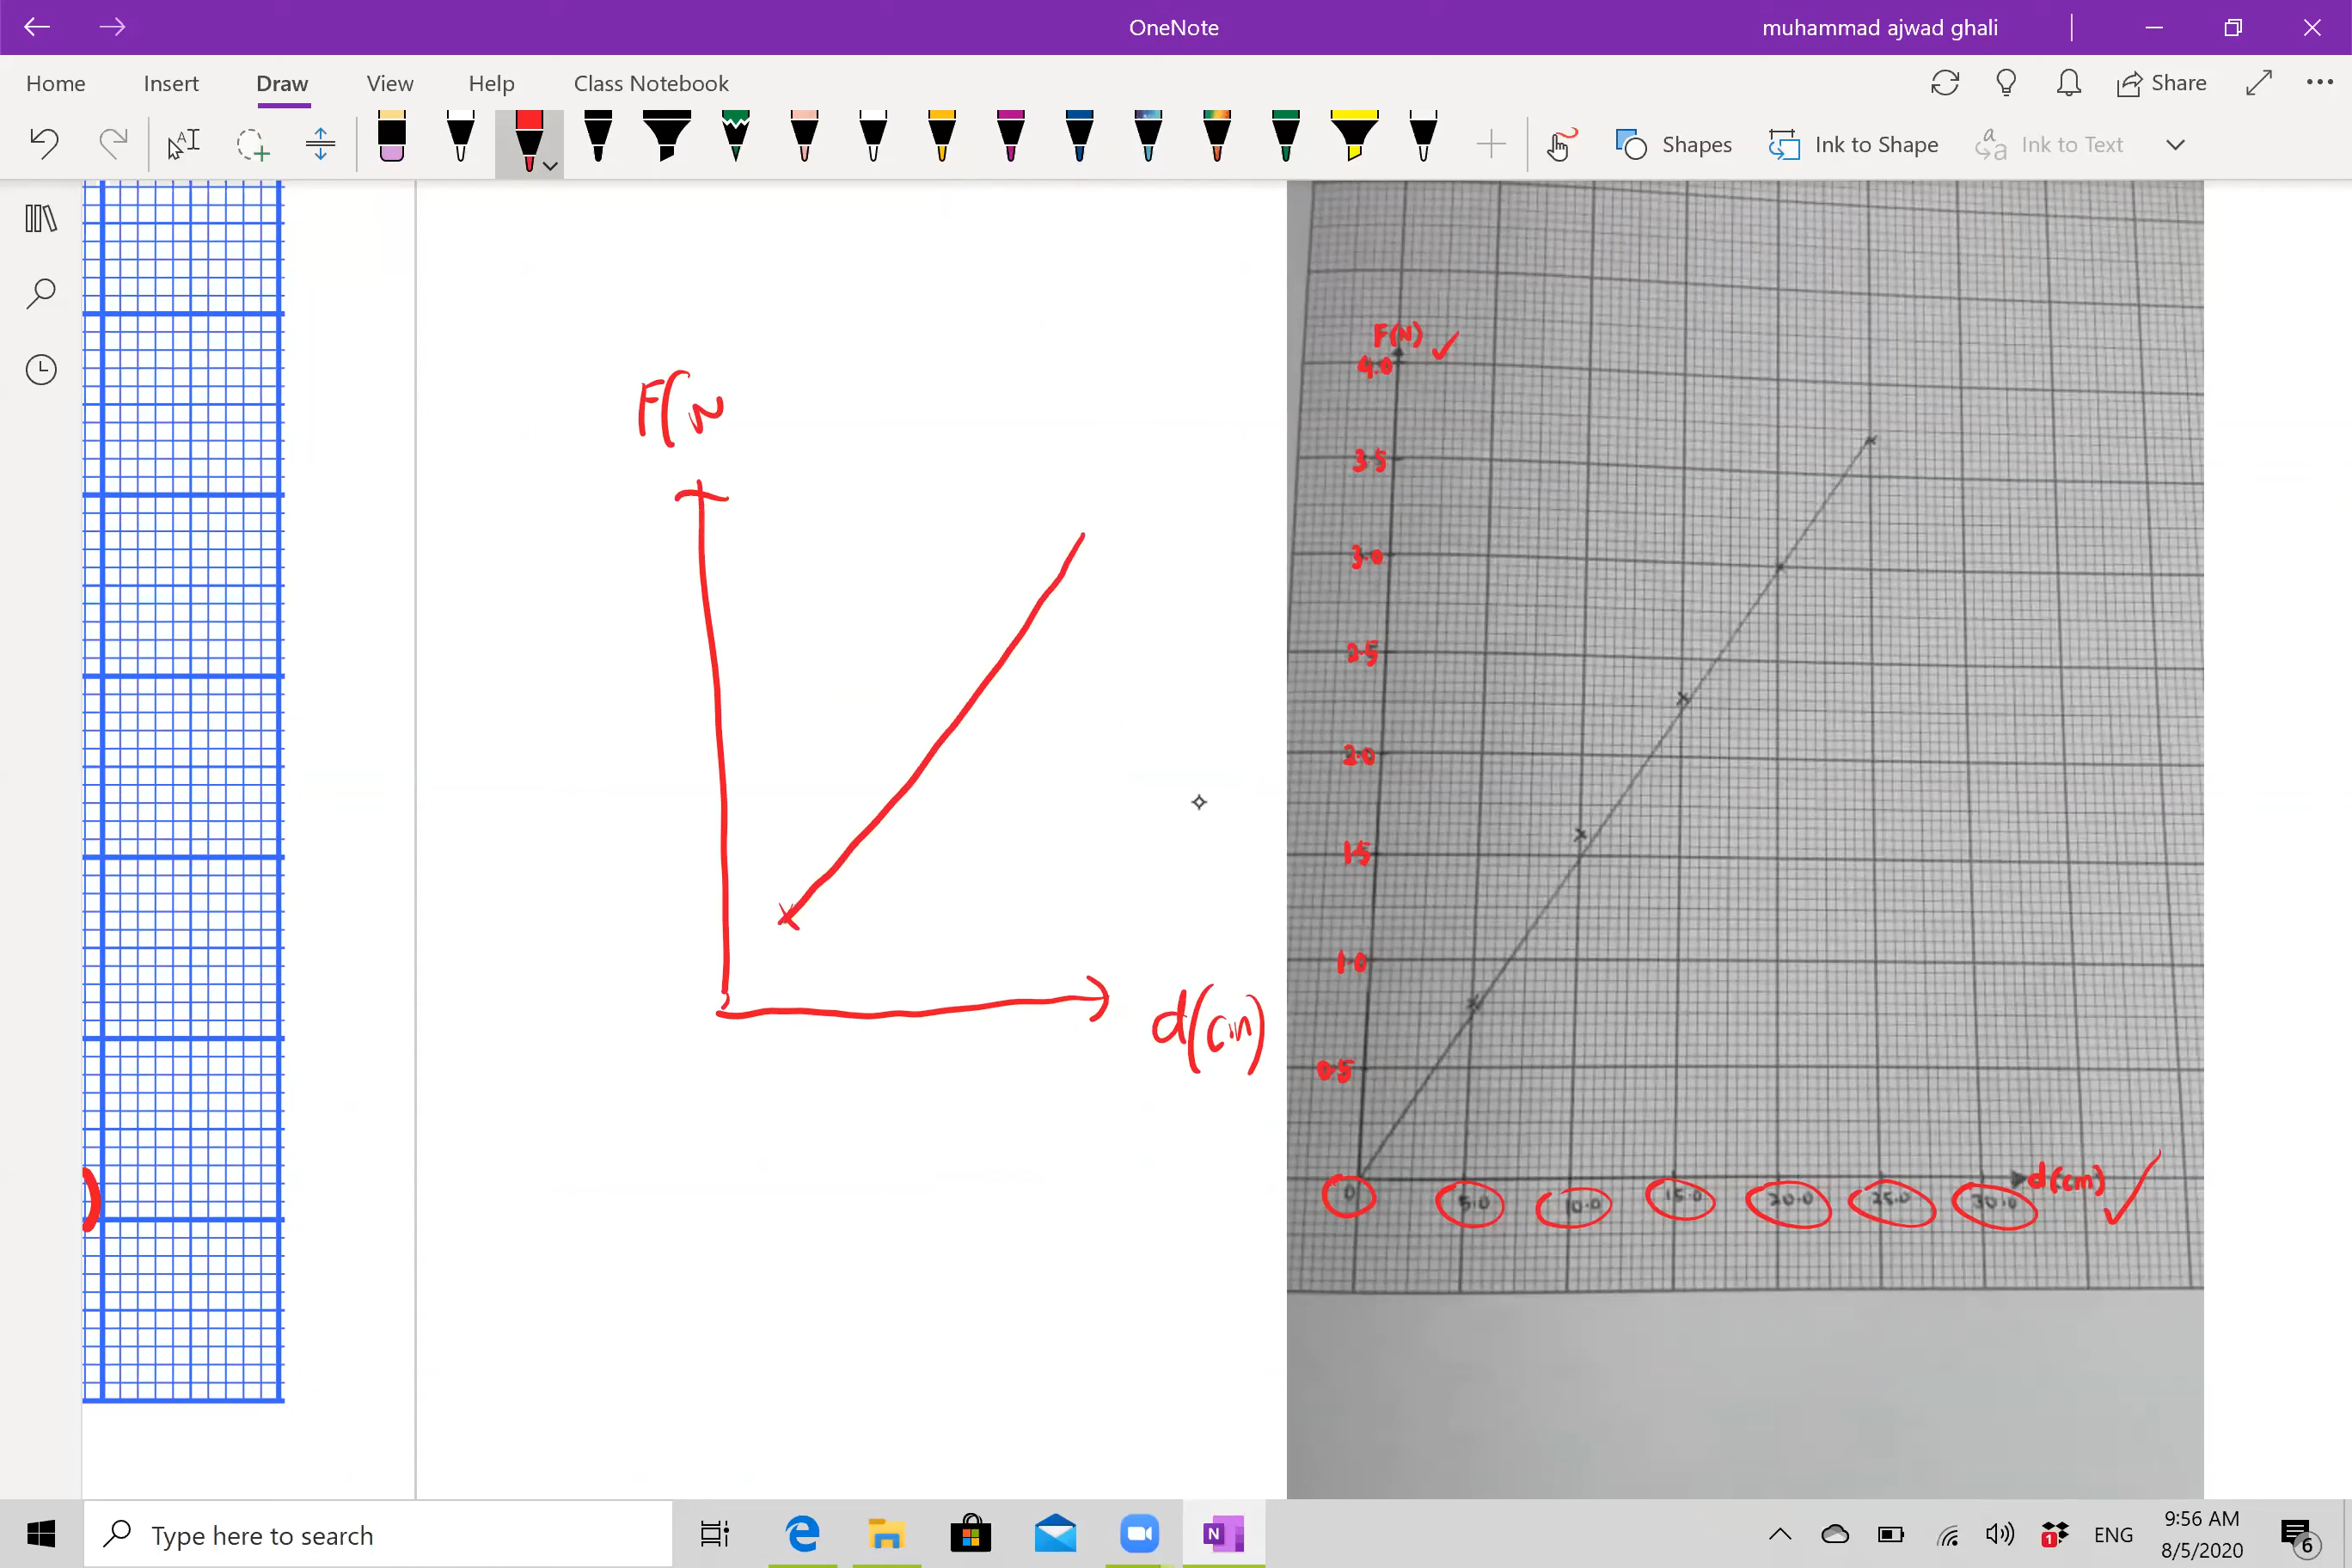 OneNote
muhammad ajwad ghali
Home Insert Draw View Help Class Notebook
Share
Shapes
Ink to Shape
Ink to Text
F(N
d(cm)
F(N)
4.0
3.5
3.0
2.5
2.0
1.5
1.0
0.5
0 5.0 10.0 15.0 20.0 25.0 30.0
d(cm)
Type here to search
ENG
9:56 AM
8/5/2020
1
6